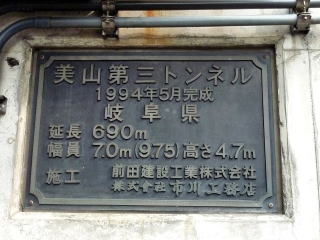 美山第三トンネル
1994年5月完成
岐阜県
延長 690m
幅員 7.0m(9.75)高さ4.7m
施工 前田建設工業株式会社
株式会社市川工務店